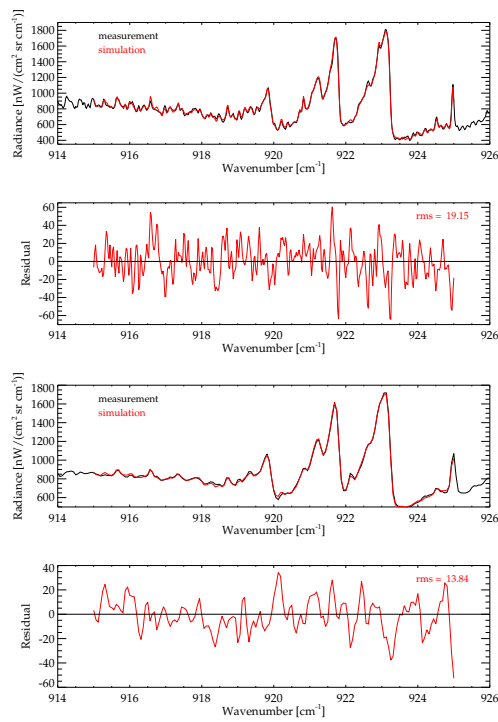 Radiance [nW/(cm² sr cm⁻¹)]
1800
1600
1400
1200
1000
800
600
400
measurement
simulation
914 916 918 920 922 924 926
Wavenumber [cm⁻¹]
Residual
60
40
20
0
-20
-40
-60
rms = 19.15
914 916 918 920 922 924 926
Wavenumber [cm⁻¹]
Radiance [nW/(cm² sr cm⁻¹)]
1600
1400
1200
1000
800
600
measurement
simulation
914 916 918 920 922 924 926
Wavenumber [cm⁻¹]
Residual
40
20
0
-20
-40
-60
rms = 13.84
914 916 918 920 922 924 926
Wavenumber [cm⁻¹]